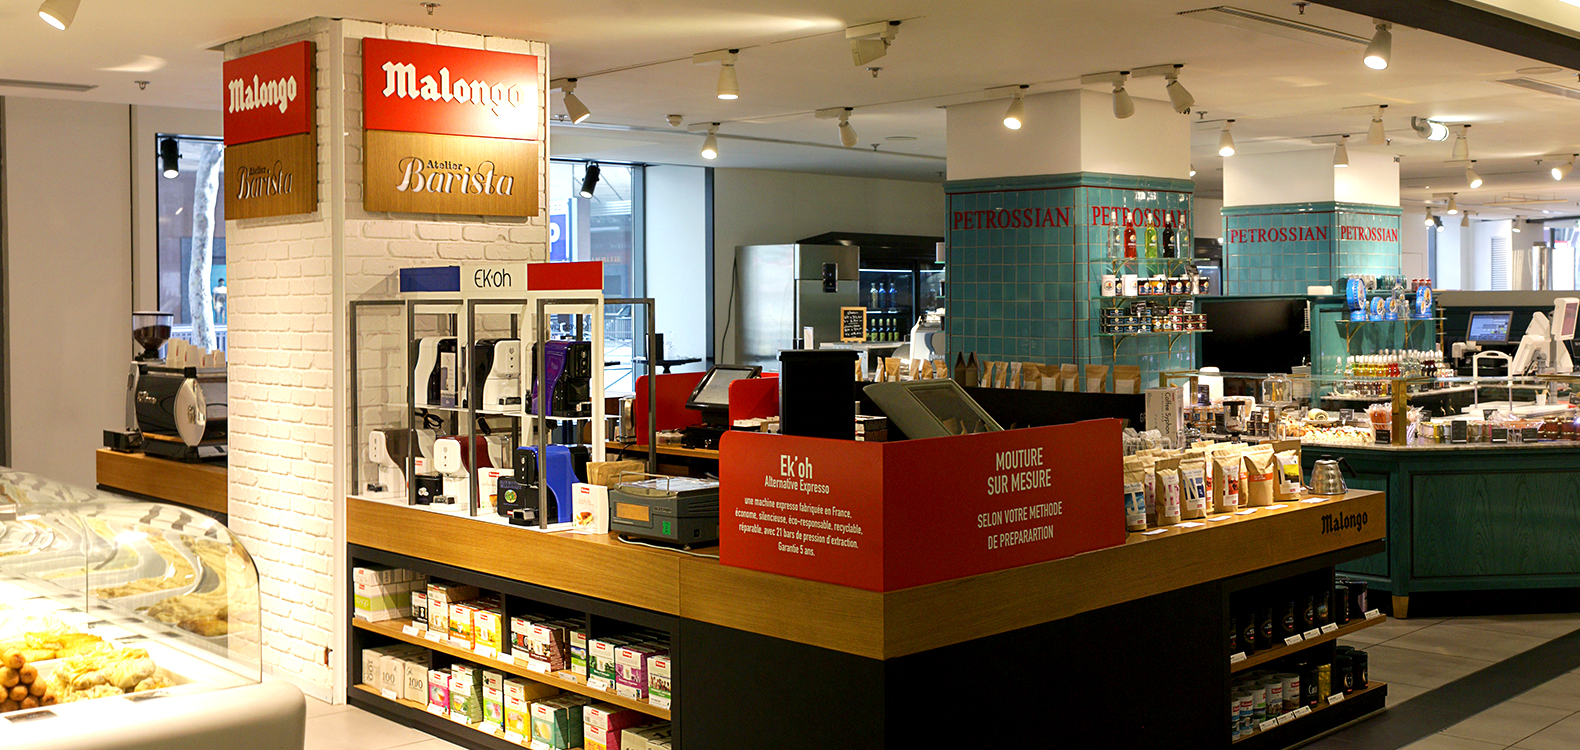 Malongo
Malongo
Atelier
Barista
Atelier
Barista
EK·oh
PETROSSIAN
PETROSSIAN
PETROSSIAN
PETROSSIAN
Ek'oh
Alternative Expresso
une machine expresso fabriquée en France,
économe, silencieuse, éco-responsable, recyclable,
réparable, avec 21 bars de pression d'extraction.
Garantie 5 ans.
MOUTURE
SUR MESURE
SELON VOTRE METHODE
DE PREPARARTION
Malongo